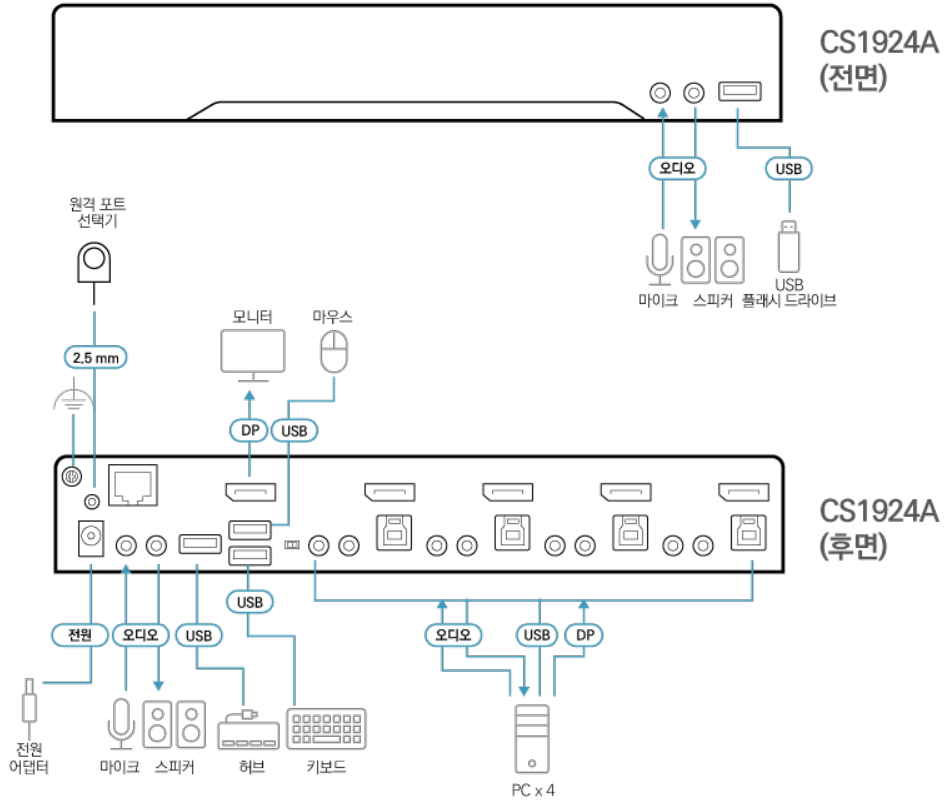 CS1924A
(전면)
오디오
USB
마이크
스피커
USB
플래시 드라이브
원격 포트
선택기
2.5 mm
모니터
마우스
DP
USB
CS1924A
(후면)
USB
전원
오디오
USB
오디오
USB
DP
전원
어댑터
마이크
스피커
허브
키보드
PC x 4